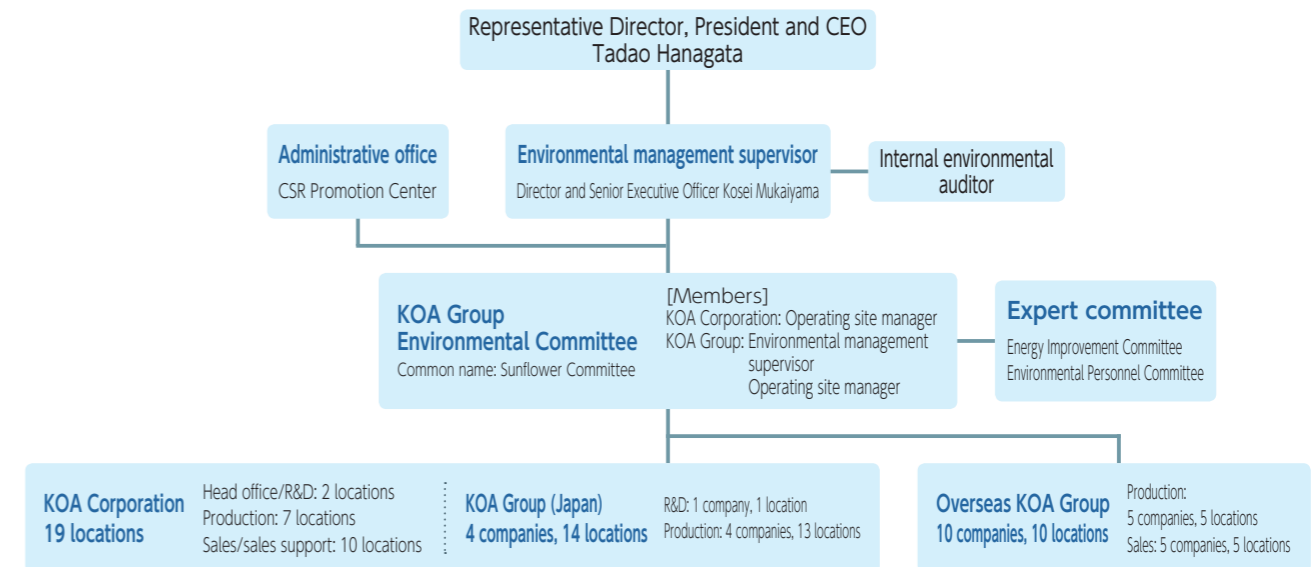 Representative Director, President and CEO
Tadao Hanagata
Administrative office
CSR Promotion Center
Environmental management supervisor
Director and Senior Executive Officer Kosei Mukaiyama
Internal environmental
auditor
KOA Group
Environmental Committee
Common name: Sunflower Committee
[Members]
KOA Corporation: Operating site manager
KOA Group: Environmental management
supervisor
Operating site manager
Expert committee
Energy Improvement Committee
Environmental Personnel Committee
KOA Corporation
19 locations
Head office/R&D: 2 locations
Production: 7 locations
Sales/sales support: 10 locations
KOA Group (Japan)
4 companies, 14 locations
R&D: 1 company, 1 location
Production: 4 companies, 13 locations
Overseas KOA Group
10 companies, 10 locations
Production:
5 companies, 5 locations
Sales: 5 companies, 5 locations